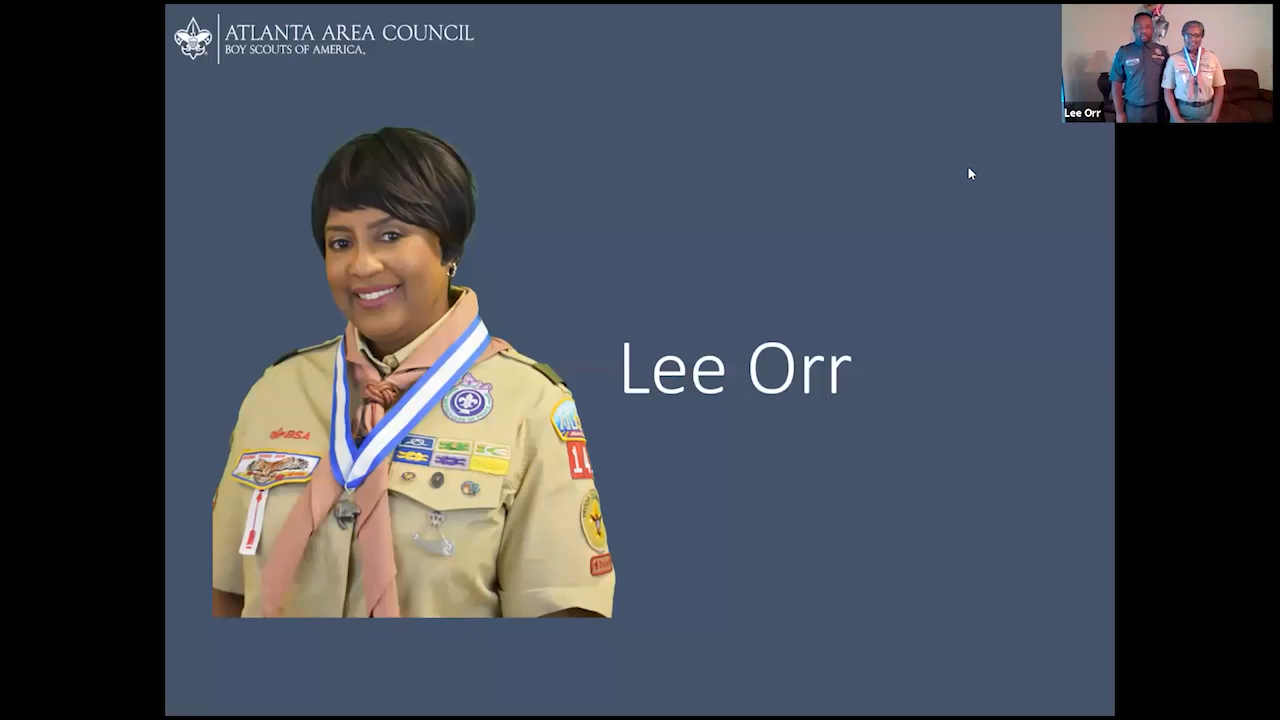 ATLANTA AREA COUNCIL
BOY SCOUTS OF AMERICA
Lee Orr
Lee Orr
BSA